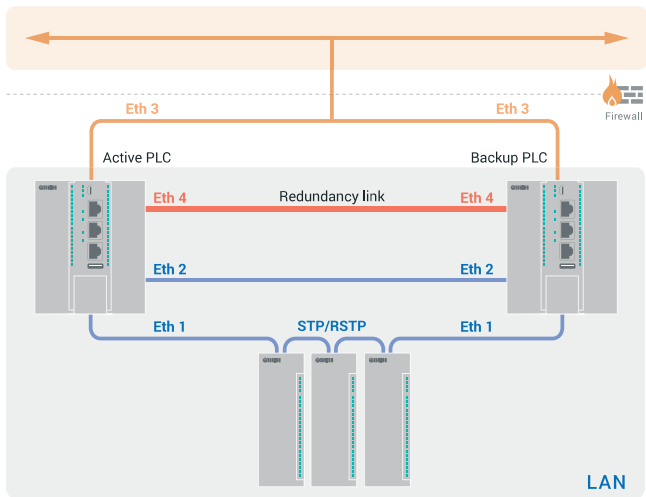 Eth 3
Eth 3
Firewall
Active PLC
Backup PLC
Eth 4
Redundancy link
Eth 4
Eth 2
Eth 2
Eth 1
STP/RSTP
Eth 1
LAN